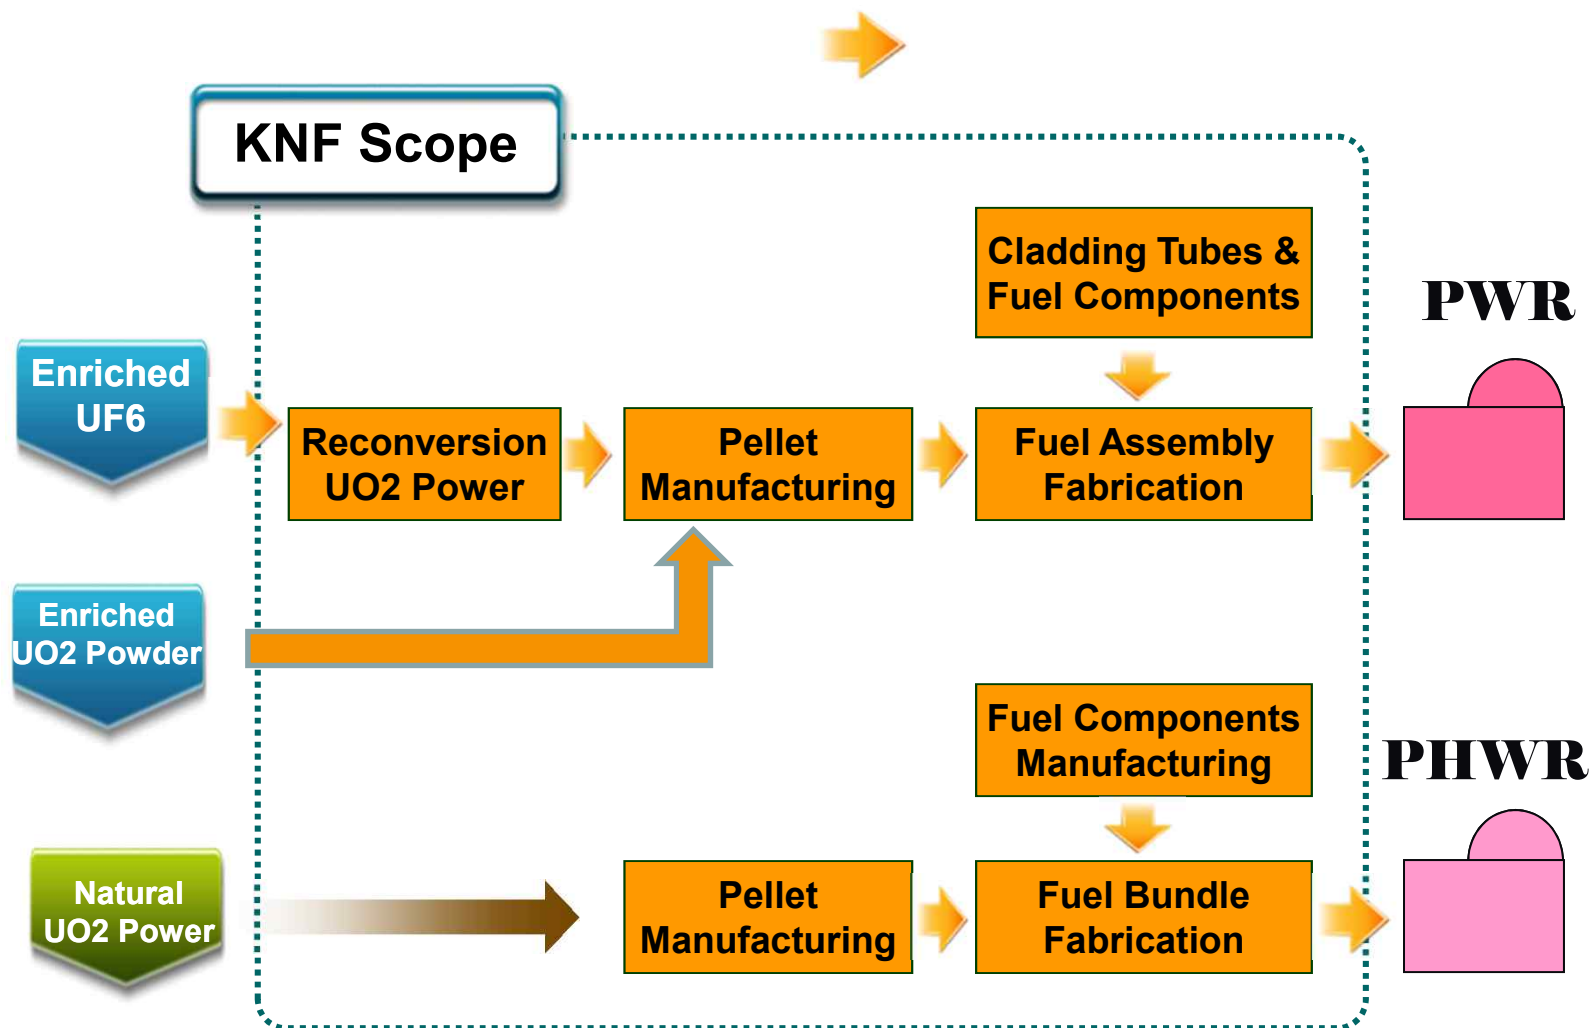 KNF Scope
Cladding Tubes &
Fuel Components
PWR
Enriched
UF6
Reconversion
UO2 Power
Pellet
Manufacturing
Fuel Assembly
Fabrication
Enriched
UO2 Powder
Fuel Components
Manufacturing
PHWR
Natural
UO2 Power
Pellet
Manufacturing
Fuel Bundle
Fabrication